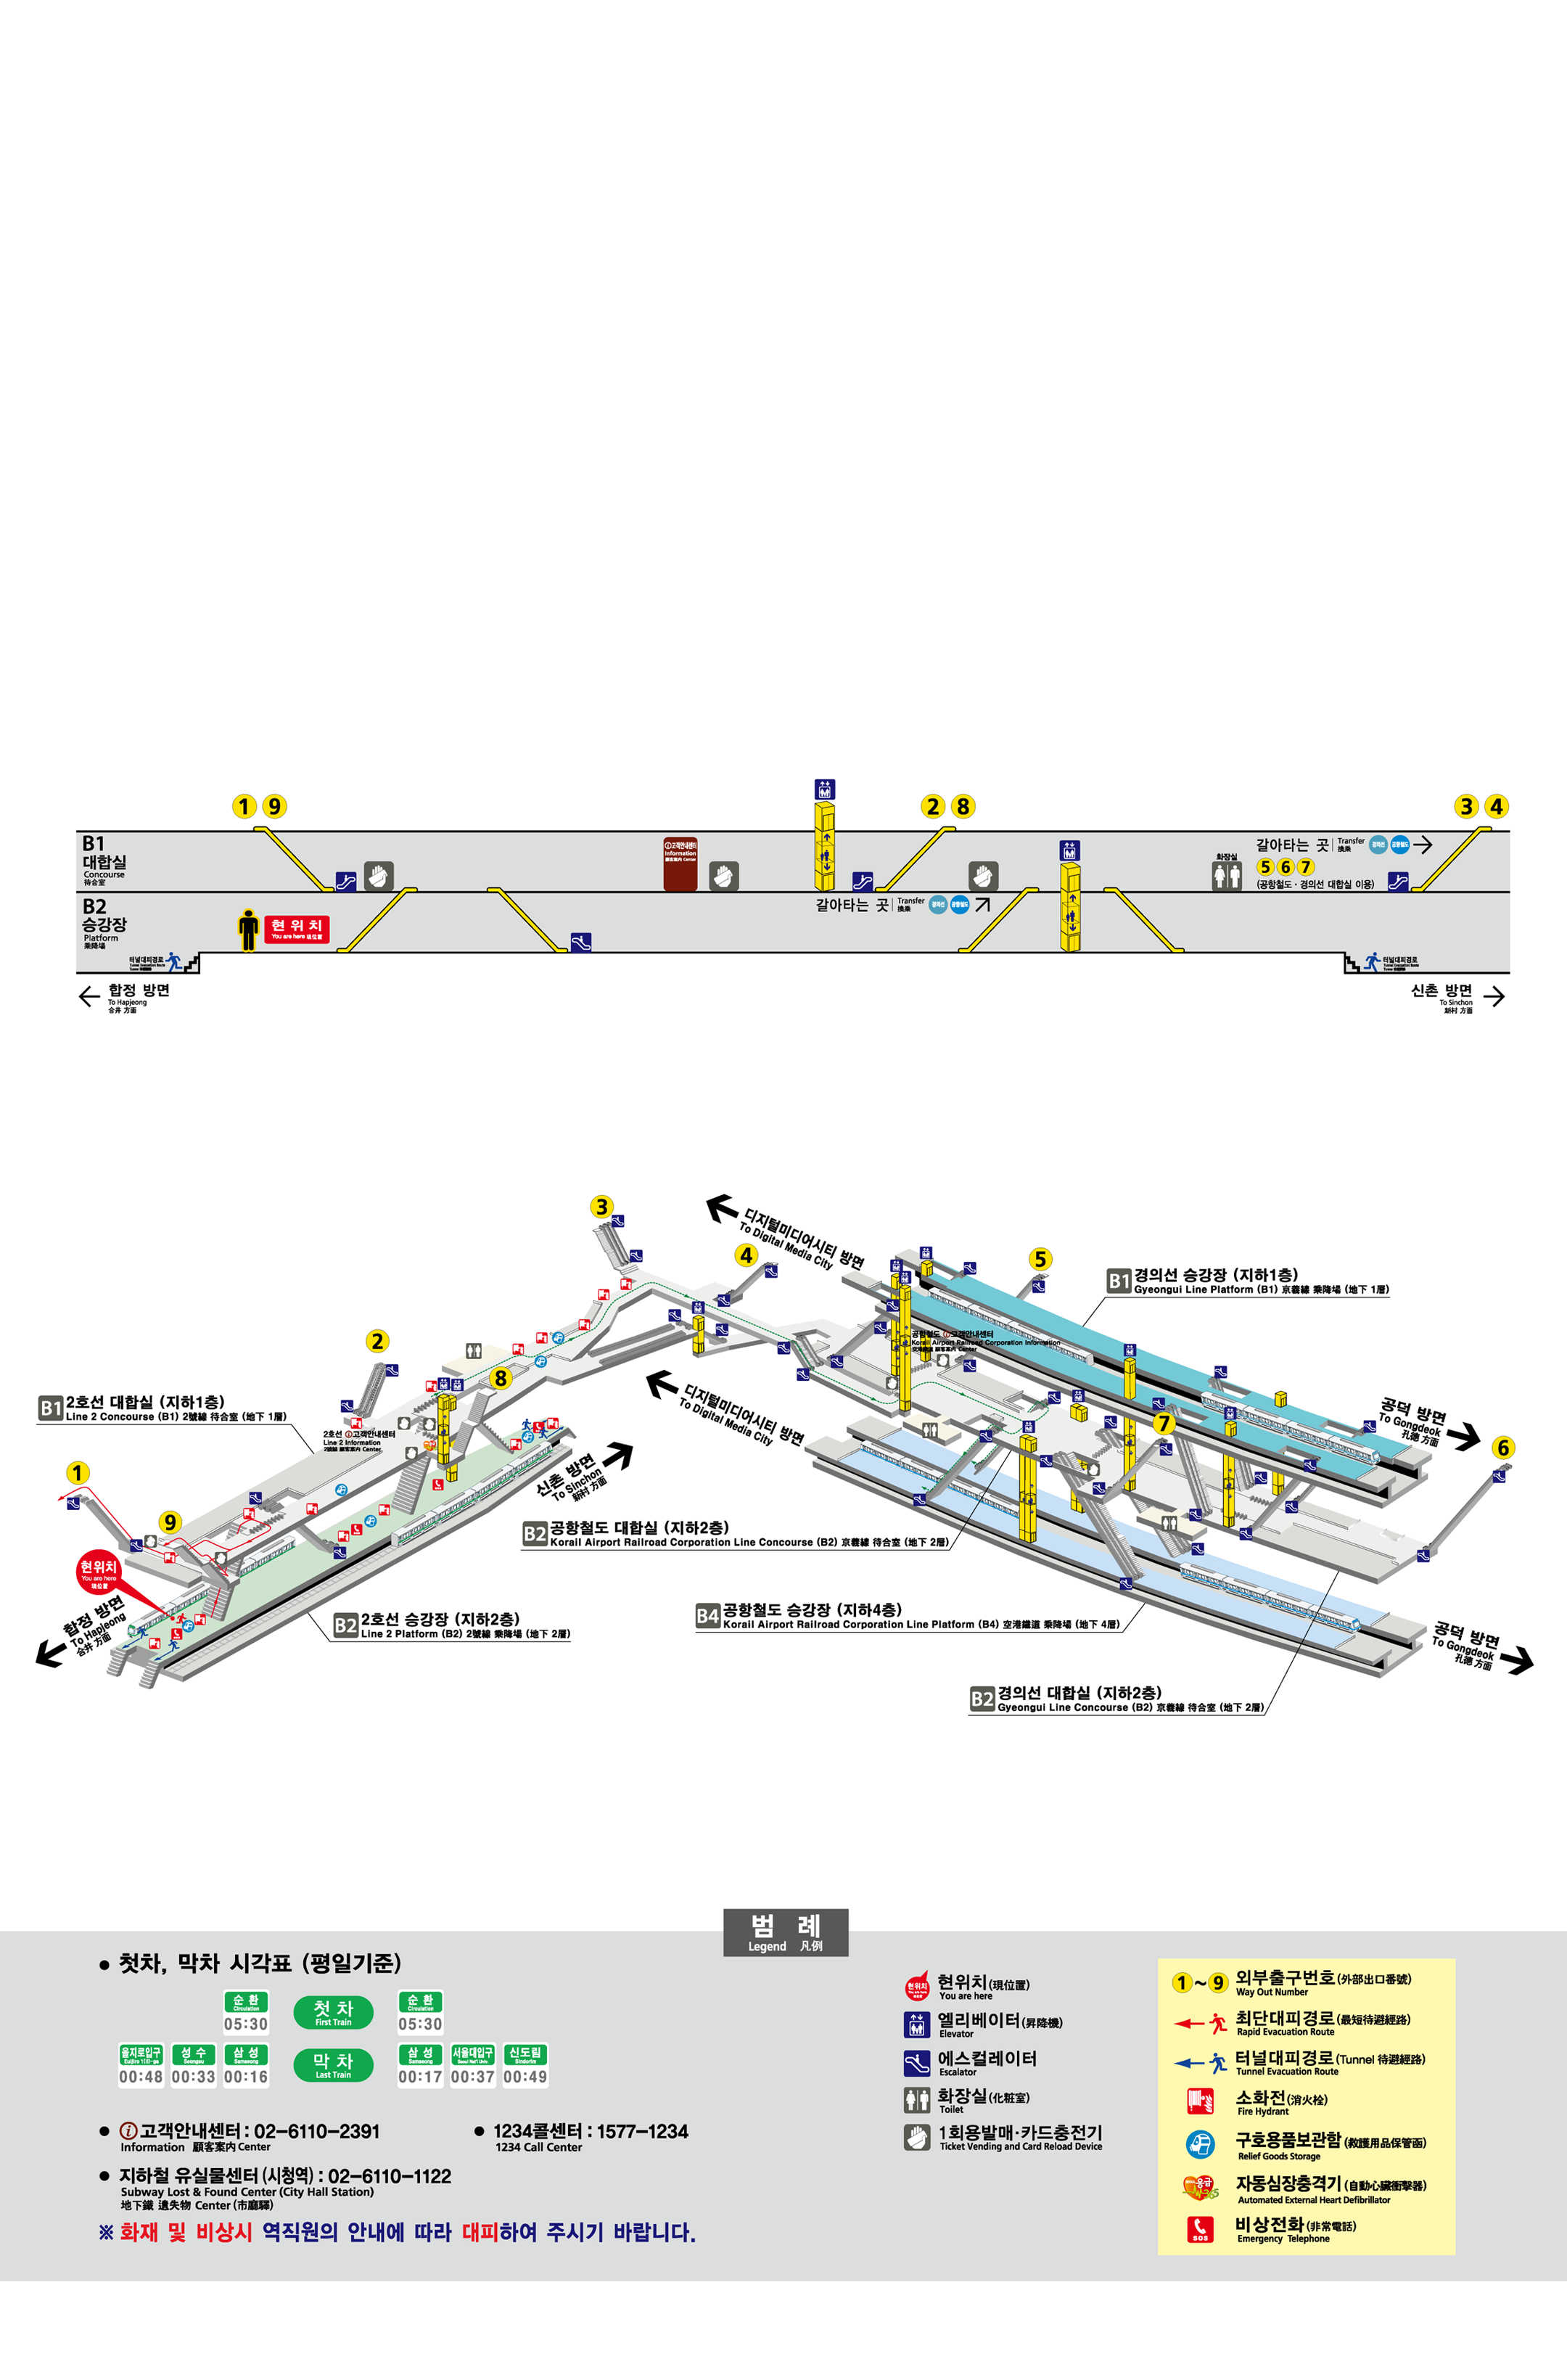 1 9
2 8
3 4
B1
대합실
Concourse
待合室
고객안내센터
Information
顧客案內 Center
화장실
갈아타는 곳 Transfer 換乘 경의선 공항철도
5 6 7
(공항철도·경의선 대합실 이용)
B2
승강장
Platform
乘降場
현 위 치
You are here 現位置
갈아타는 곳 Transfer 換乘 경의선 공항철도
터널대피경로
Tunnel Evacuation Route
터널대피경로
Tunnel Evacuation Route
합정 방면
To Hapjeong
合井 方面
신촌 방면
To Sinchon
新村 方面
3
4
디지털미디어시티 방면
To Digital Media City
5
B1 경의선 승강장 (지하1층)
Gyeongui Line Platform (B1) 京義線 乘降場 (地下 1層)
공항철도 고객안내센터
Korail Airport Railroad Corporation Information
空港鐵道 顧客案內 Center
2
8
B1 2호선 대합실 (지하1층)
Line 2 Concourse (B1) 2號線 待合室 (地下 1層)
2호선 고객안내센터
Line 2 Information
2號線 顧客案內 Center
디지털미디어시티 방면
To Digital Media City
공덕 방면
To Gongdeok
孔德 方面
7
6
1
9
신촌 방면
To Sinchon
新村 方面
B2 공항철도 대합실 (지하2층)
Korail Airport Railroad Corporation Line Concourse (B2) 京義線 待合室 (地下 2層)
현위치
You are here
現位置
합정 방면
To Hapjeong
合井 方面
B2 2호선 승강장 (지하2층)
Line 2 Platform (B2) 2號線 乘降場 (地下 2層)
B4 공항철도 승강장 (지하4층)
Korail Airport Railroad Corporation Line Platform (B4) 空港鐵道 乘降場 (地下 4層)
공덕 방면
To Gongdeok
孔德 方面
B2 경의선 대합실 (지하2층)
Gyeongui Line Concourse (B2) 京義線 待合室 (地下 2層)
범 례
Legend 凡例
● 첫차, 막차 시각표 (평일기준)
순 환
Circulation
05:30
첫 차
First Train
순 환
Circulation
05:30
을지로입구
Euljiro 1(il)-ga
00:48
성 수
Seongsu
00:33
삼 성
Samseong
00:16
막 차
Last Train
삼 성
Samseong
00:17
서울대입구
Seoul Nat'l Univ.
00:37
신도림
Sindorim
00:49
● 고객안내센터 : 02-6110-2391
Information 顧客案內 Center
● 1234콜센터 : 1577-1234
1234 Call Center
● 지하철 유실물센터 (시청역) : 02-6110-1122
Subway Lost & Found Center (City Hall Station)
地下鐵 遺失物 Center (市廳驛)
※ 화재 및 비상시 역직원의 안내에 따라 대피하여 주시기 바랍니다.
현위치
You are here
現位置
현위치(現位置)
You are here
엘리베이터(昇降機)
Elevator
에스컬레이터
Escalator
화장실(化粧室)
Toilet
1회용발매·카드충전기
Ticket Vending and Card Reload Device
1 ~ 9 외부출구번호(外部出口番號)
Way Out Number
최단대피경로(最短待避經路)
Rapid Evacuation Route
터널대피경로(Tunnel 待避經路)
Tunnel Evacuation Route
소화전(消火栓)
Fire Hydrant
구호용품보관함(救護用品保管函)
Relief Goods Storage
응급
자동심장충격기(自動心臟衝擊器)
Automated External Heart Defibrillator
SOS
비상전화(非常電話)
Emergency Telephone